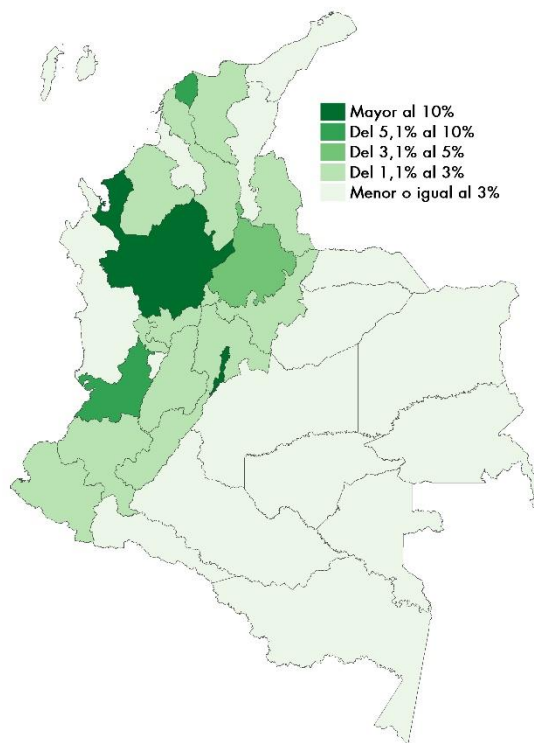 Mayor al 10%
Del 5,1% al 10%
Del 3,1% al 5%
Del 1,1% al 3%
Menor o igual al 3%